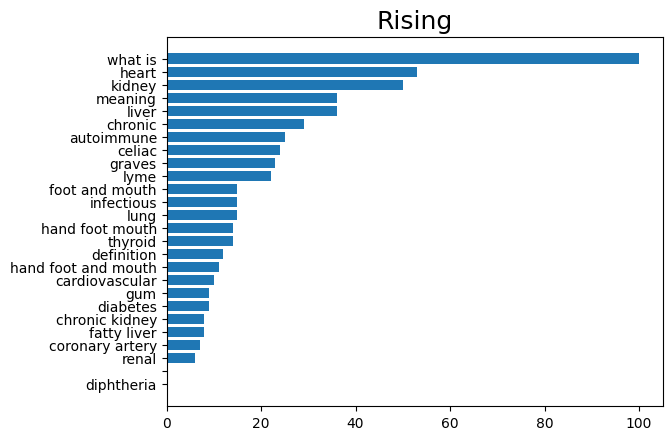 Rising
what is
heart
kidney
meaning
liver
chronic
autoimmune
celiac
graves
lyme
foot and mouth
infectious
lung
hand foot mouth
thyroid
definition
hand foot and mouth
cardiovascular
gum
diabetes
chronic kidney
fatty liver
coronary artery
renal
diphtheria
0 20 40 60 80 100